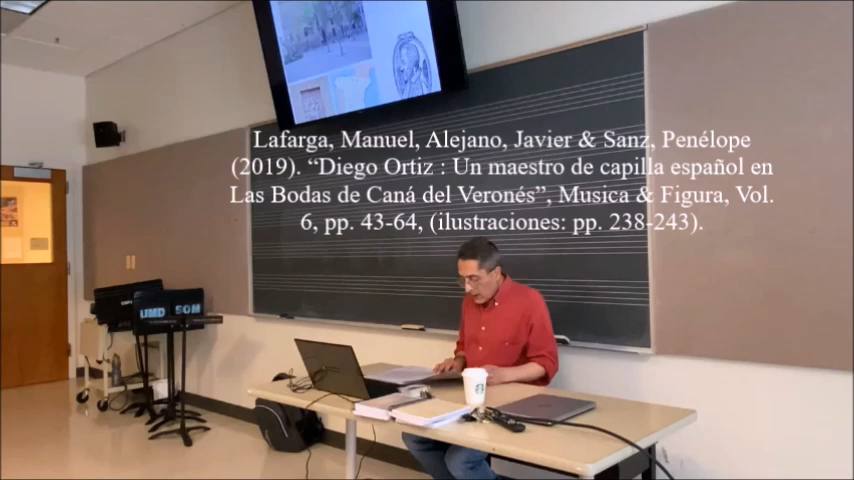 Lafarga, Manuel, Alejano, Javier & Sanz, Penélope
(2019). “Diego Ortiz : Un maestro de capilla español en
Las Bodas de Caná del Veronés”, Musica & Figura, Vol.
6, pp. 43-64, (ilustraciones: pp. 238-243).
UMD SOM